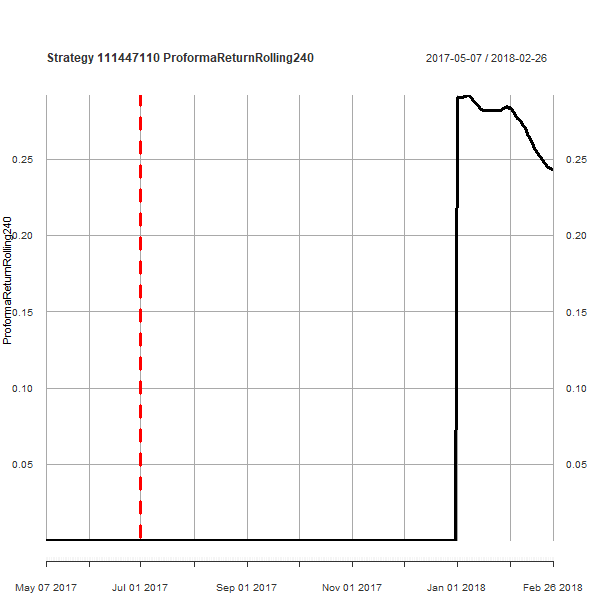 Strategy 111447110 ProformaReturnRolling240
2017-05-07 / 2018-02-26
ProformaReturnRolling240
0.25
0.25
0.20
0.20
0.15
0.15
0.10
0.10
0.05
0.05
May 07 2017
Jul 01 2017
Sep 01 2017
Nov 01 2017
Jan 01 2018
Feb 26 2018